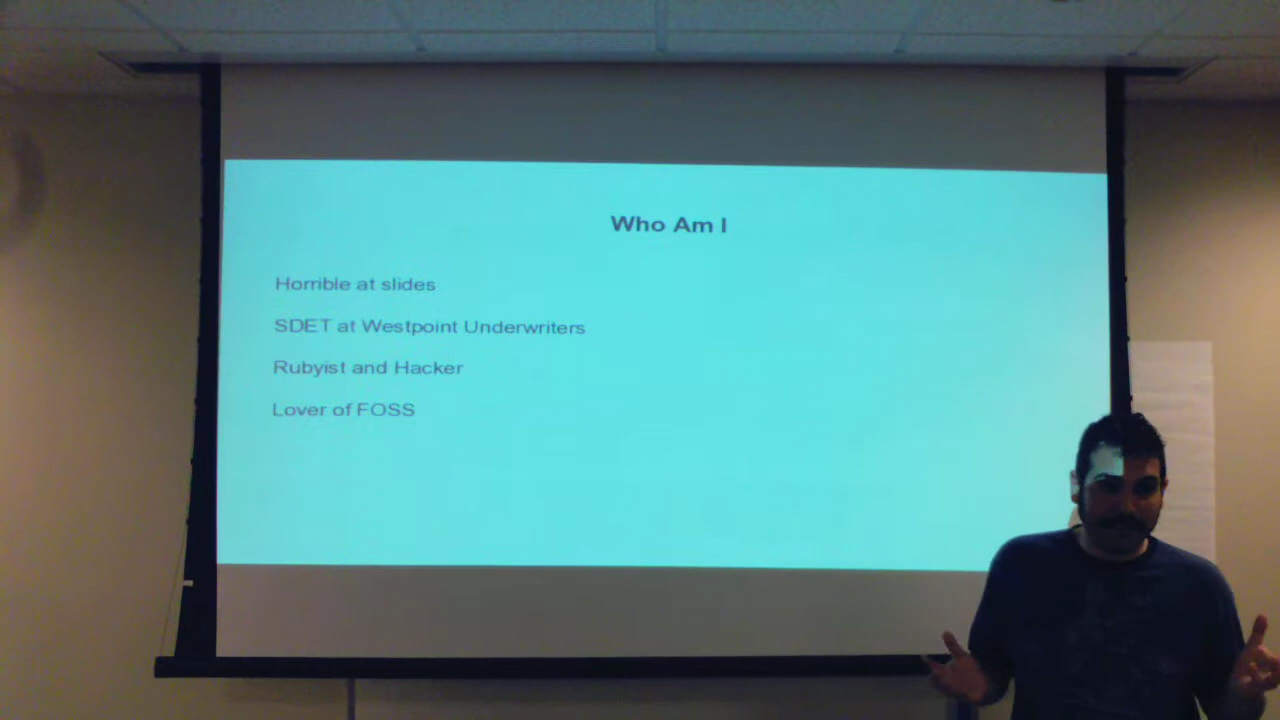 Who Am I
Horrible at slides
SDET at Westpoint Underwriters
Rubyist and Hacker
Lover of FOSS